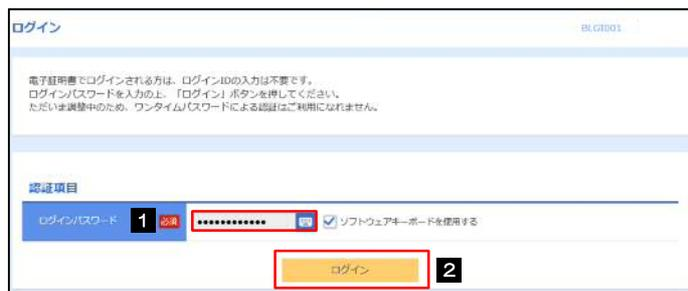 ログイン
BLGI001
電子証明書でログインされる方は、ログインIDの入力は不要です。
ログインパスワードを入力の上、「ログイン」ボタンを押してください。
ただいま調整中のため、ワンタイムパスワードによる認証はご利用になれません。
認証項目
ログインパスワード 1 必須 •••••••••••• ソフトウェアキーボードを使用する
ログイン 2